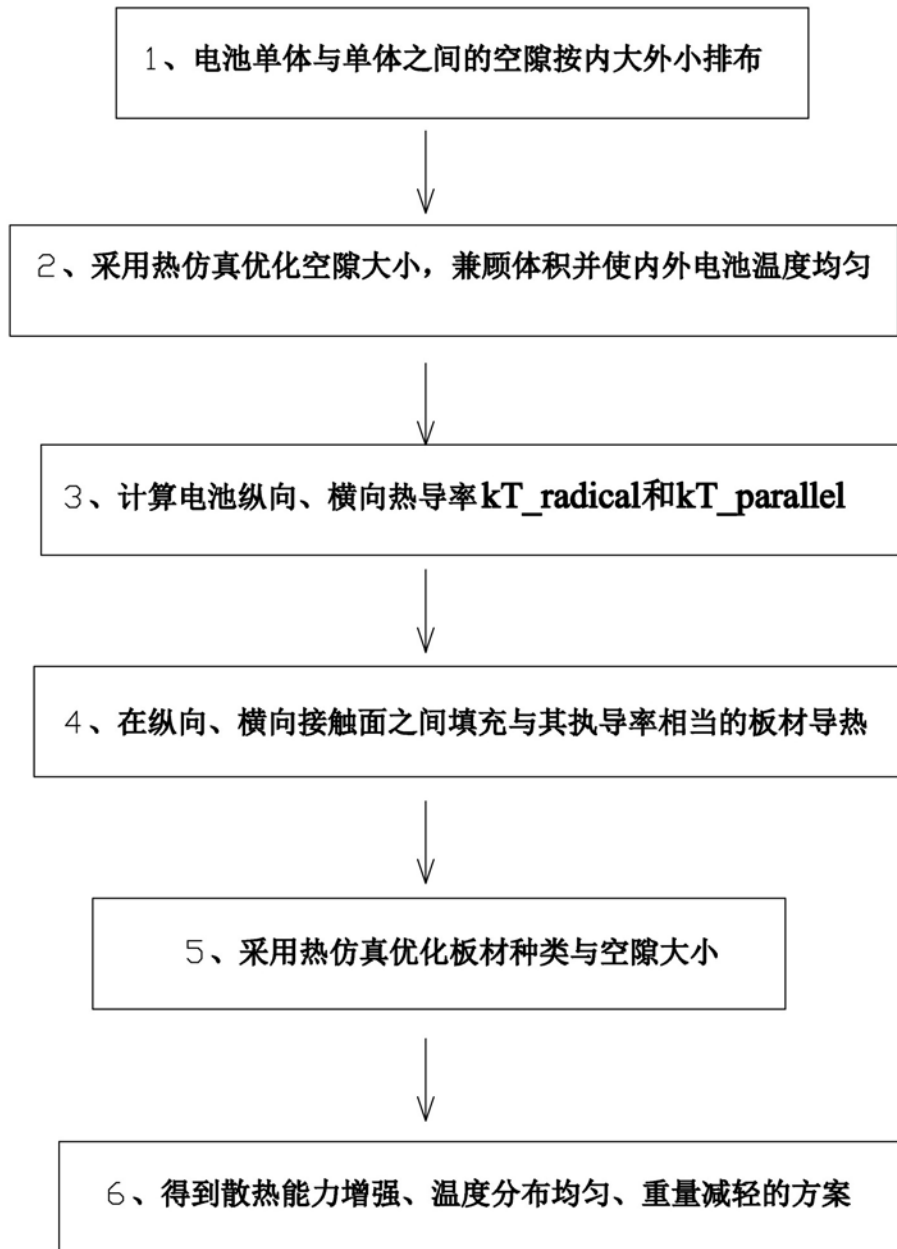 1、电池单体与单体之间的空隙按内大外小排布
2、采用热仿真优化空隙大小，兼顾体积并使内外电池温度均匀
3、计算电池纵向、横向热导率kT_radical和kT_parallel
4、在纵向、横向接触面之间填充与其执导率相当的板材导热
5、采用热仿真优化板材种类与空隙大小
6、得到散热能力增强、温度分布均匀、重量减轻的方案